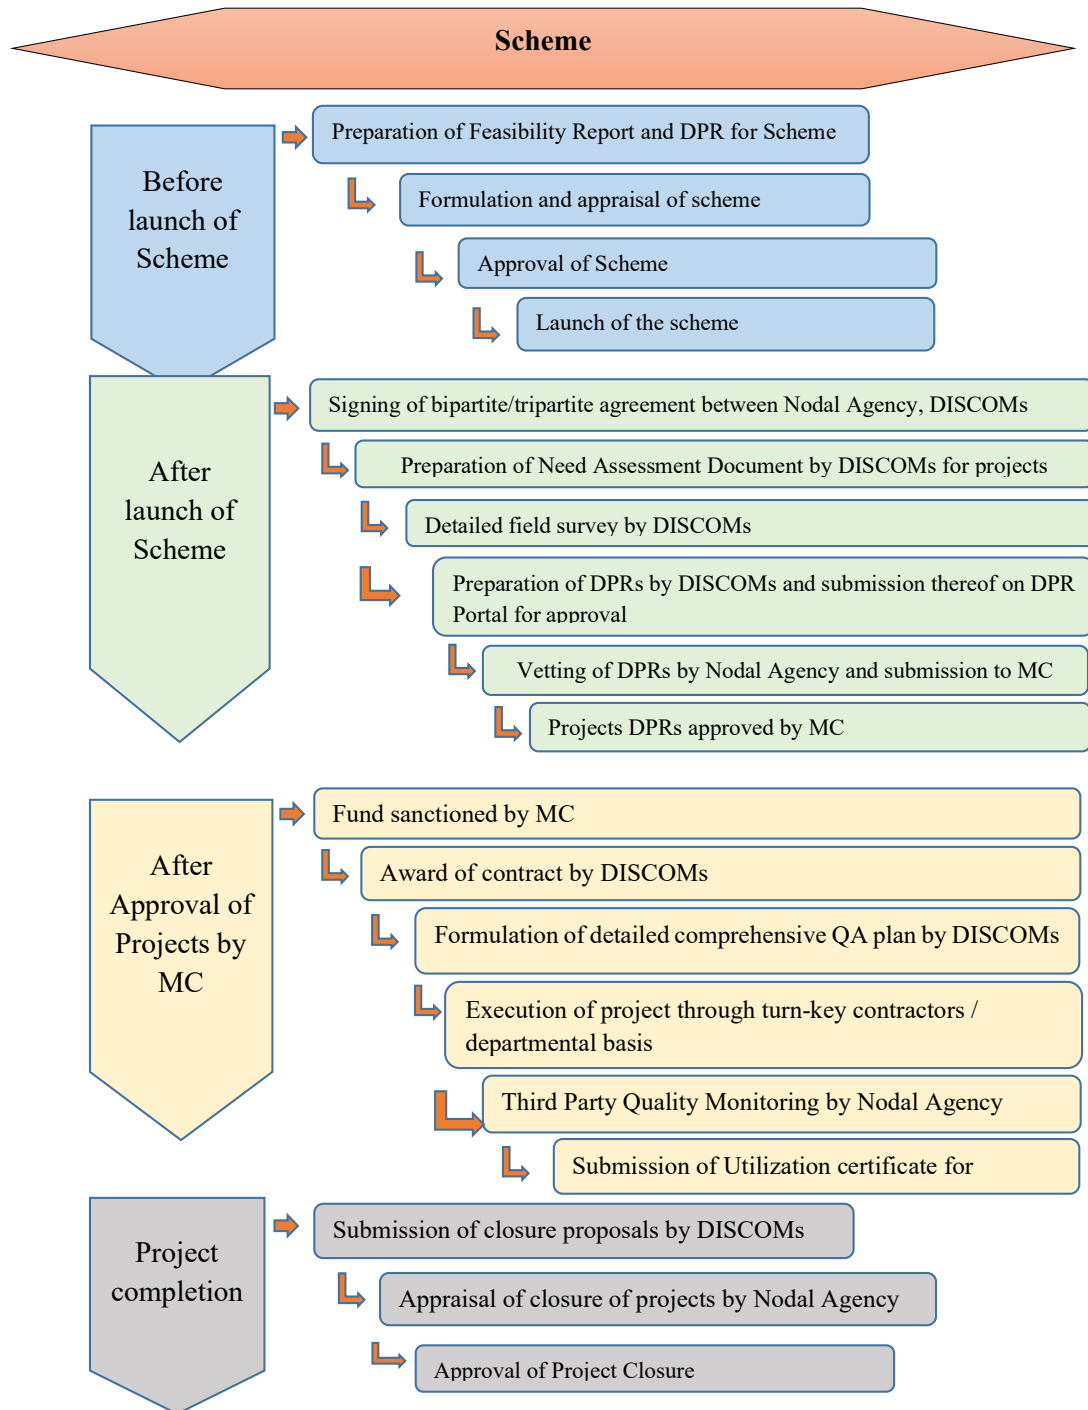 Scheme
Before
launch of
Scheme
Preparation of Feasibility Report and DPR for Scheme
Formulation and appraisal of scheme
Approval of Scheme
Launch of the scheme
After
launch of
Scheme
Signing of bipartite/tripartite agreement between Nodal Agency, DISCOMs
Preparation of Need Assessment Document by DISCOMs for projects
Detailed field survey by DISCOMs
Preparation of DPRs by DISCOMs and submission thereof on DPR
Portal for approval
Vetting of DPRs by Nodal Agency and submission to MC
Projects DPRs approved by MC
After
Approval of
Projects by
MC
Fund sanctioned by MC
Award of contract by DISCOMs
Formulation of detailed comprehensive QA plan by DISCOMs
Execution of project through turn-key contractors /
departmental basis
Third Party Quality Monitoring by Nodal Agency
Submission of Utilization certificate for
Project
completion
Submission of closure proposals by DISCOMs
Appraisal of closure of projects by Nodal Agency
Approval of Project Closure